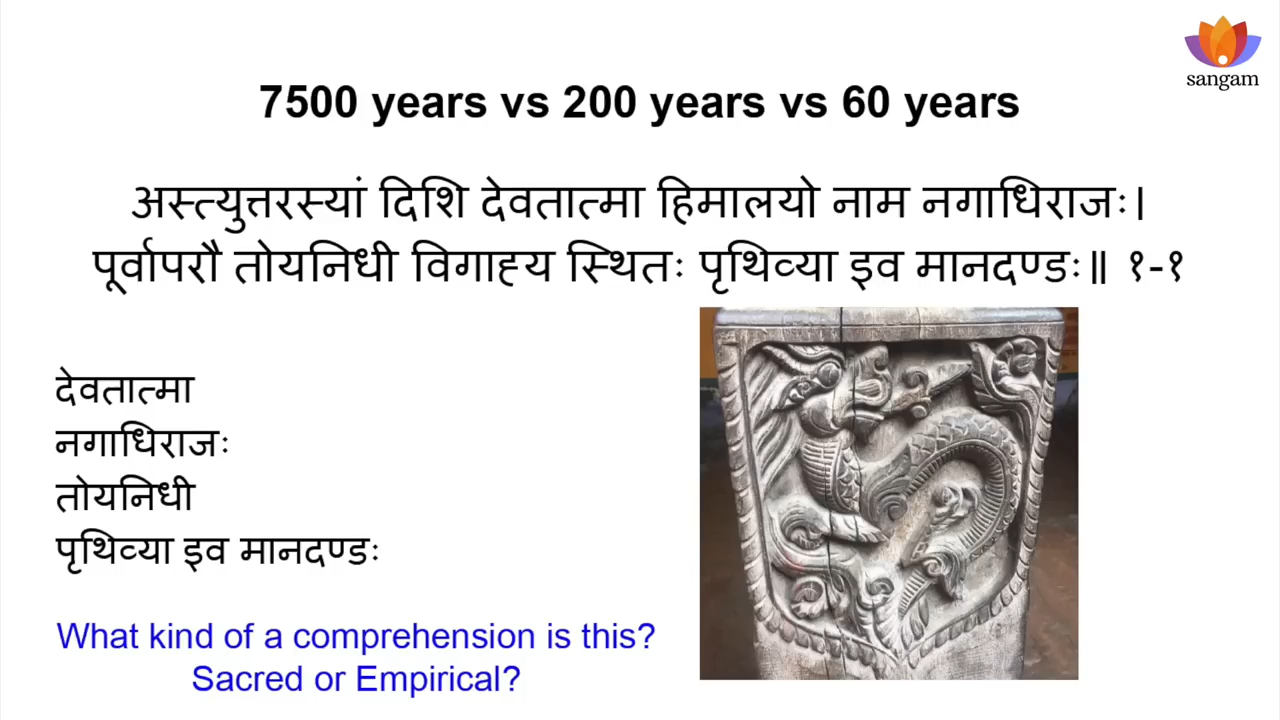 sangam
7500 years vs 200 years vs 60 years
अस्त्युत्तरस्यां दिशि देवतात्मा हिमालयो नाम नगाधिराजः।
पूर्वापरौ तोयनिधी विगाह्य स्थितः पृथिव्या इव मानदण्डः॥ १-१
देवतात्मा
नगाधिराजः
तोयनिधी
पृथिव्या इव मानदण्डः
What kind of a comprehension is this?
Sacred or Empirical?